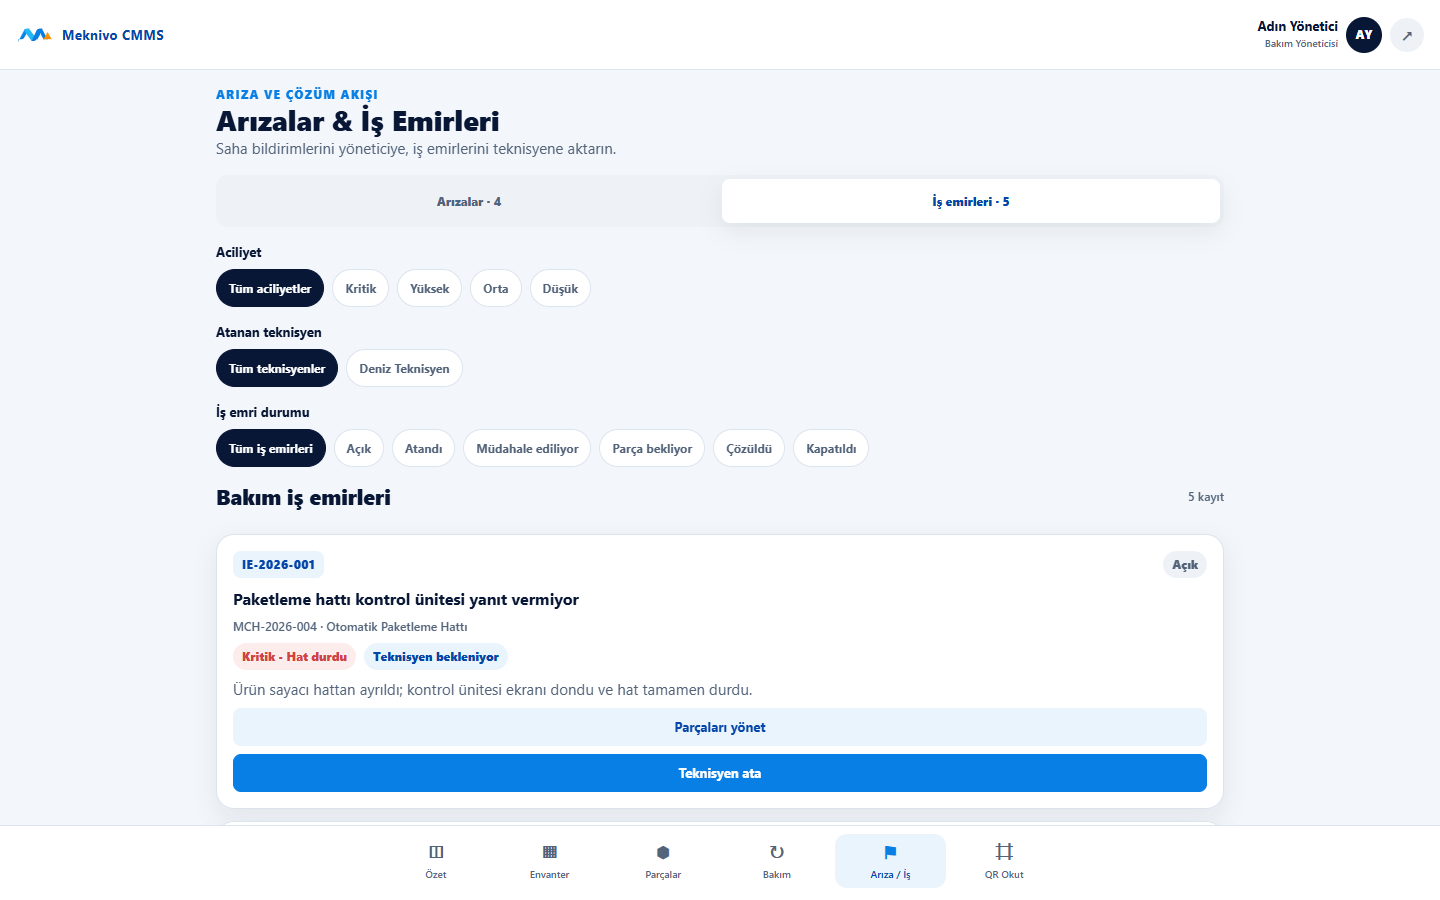 Meknivo CMMS
Adın Yönetici
Bakım Yöneticisi
AY
ARIZA VE ÇÖZÜM AKIŞI
Arızalar & İş Emirleri
Saha bildirimlerini yöneticiye, iş emirlerini teknisyene aktarın.
Arızalar · 4
İş emirleri · 5
Aciliyet
Tüm aciliyetler
Kritik
Yüksek
Orta
Düşük
Atanan teknisyen
Tüm teknisyenler
Deniz Teknisyen
İş emri durumu
Tüm iş emirleri
Açık
Atandı
Müdahale ediliyor
Parça bekliyor
Çözüldü
Kapatıldı
Bakım iş emirleri
5 kayıt
IE-2026-001
Açık
Paketleme hattı kontrol ünitesi yanıt vermiyor
MCH-2026-004 · Otomatik Paketleme Hattı
Kritik - Hat durdu
Teknisyen bekleniyor
Ürün sayacı hattan ayrıldı; kontrol ünitesi ekranı dondu ve hat tamamen durdu.
Parçaları yönet
Teknisyen ata
Özet
Envanter
Parçalar
Bakım
Arıza / İş
QR Okut